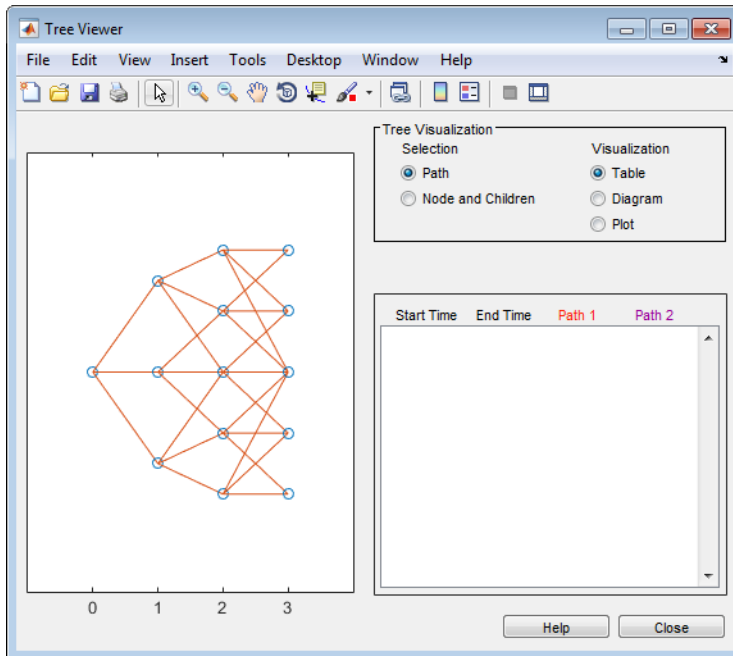 Tree Viewer
File Edit View Insert Tools Desktop Window Help
Tree Visualization
Selection Visualization
Path Table
Node and Children Diagram
Plot
Start Time End Time Path 1 Path 2
0 1 2 3
Help Close